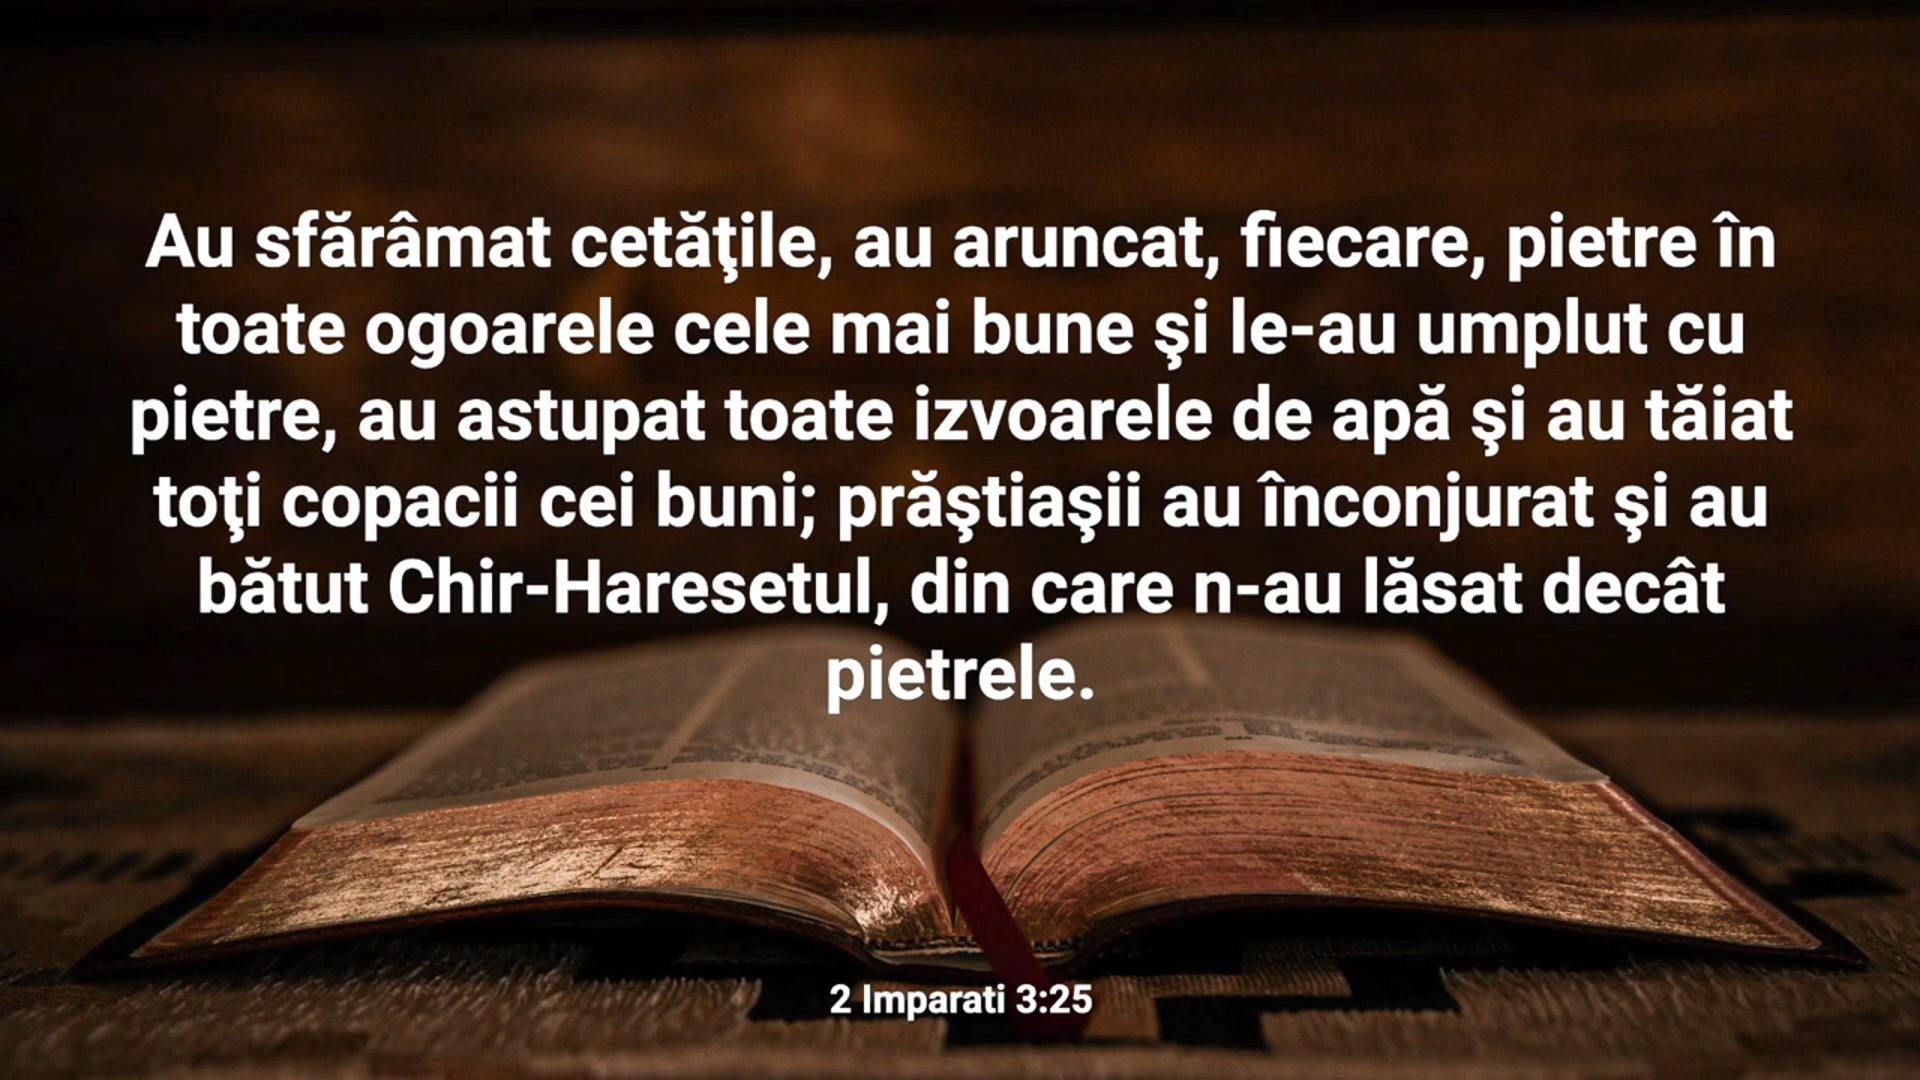 Au sfărâmat cetăţile, au aruncat, fiecare, pietre în
toate ogoarele cele mai bune şi le-au umplut cu
pietre, au astupat toate izvoarele de apă şi au tăiat
toţi copacii cei buni; prăştiaşii au înconjurat şi au
bătut Chir-Haresetul, din care n-au lăsat decât
pietrele.
2 Imparati 3:25